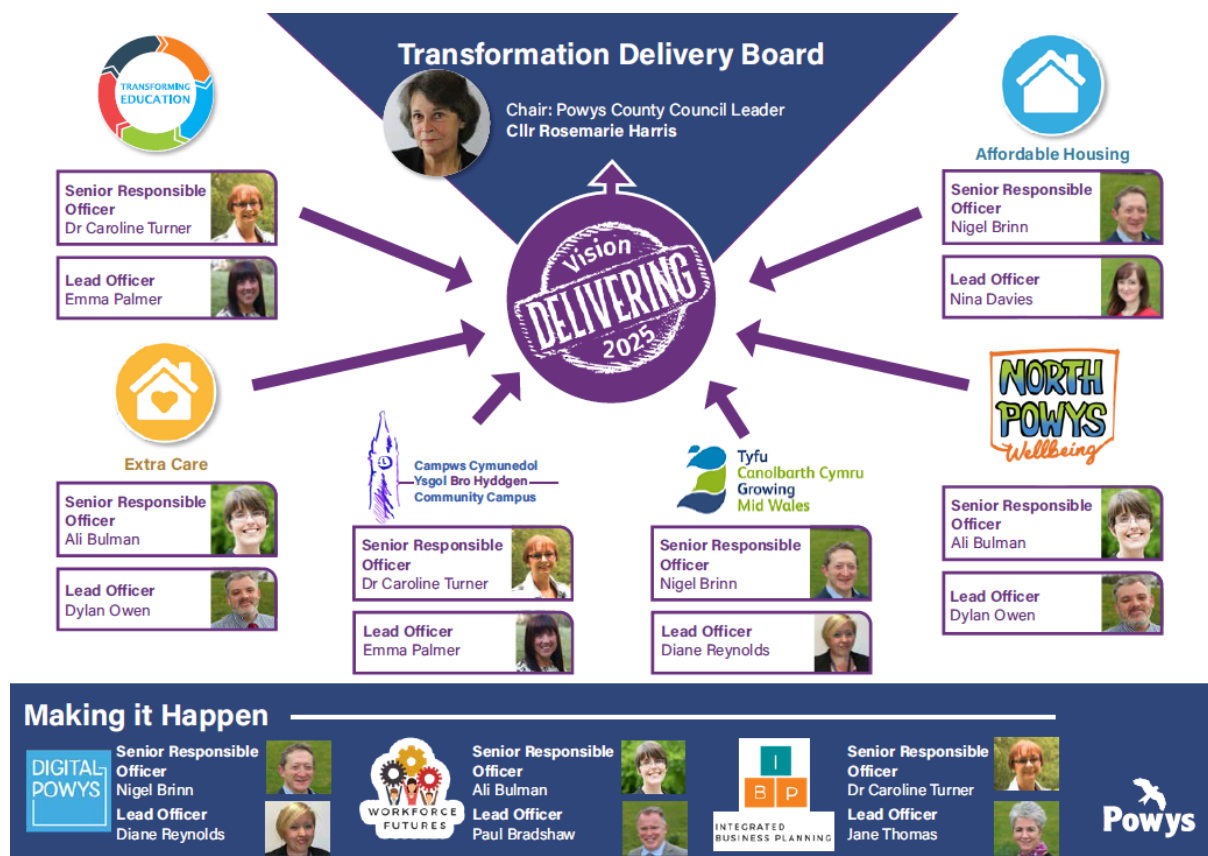 Transformation Delivery Board
Chair: Powys County Council Leader
Cllr Rosemarie Harris
TRANSFORMING
EDUCATION
Senior Responsible
Officer
Dr Caroline Turner
Lead Officer
Emma Palmer
Affordable Housing
Senior Responsible
Officer
Nigel Brinn
Lead Officer
Nina Davies
Vision
DELIVERING
2025
Extra Care
Senior Responsible
Officer
Ali Bulman
Lead Officer
Dylan Owen
Campws Cymunedol
Ysgol Bro Hyddgen
Community Campus
Senior Responsible
Officer
Dr Caroline Turner
Lead Officer
Emma Palmer
Tyfu
Canolbarth Cymru
Growing
Mid Wales
Senior Responsible
Officer
Nigel Brinn
Lead Officer
Diane Reynolds
NORTH
POWYS
Wellbeing
Senior Responsible
Officer
Ali Bulman
Lead Officer
Dylan Owen
Making it Happen
DIGITAL
POWYS
Senior Responsible
Officer
Nigel Brinn
Lead Officer
Diane Reynolds
WORKFORCE
FUTURES
Senior Responsible
Officer
Ali Bulman
Lead Officer
Paul Bradshaw
I
B P
INTEGRATED
BUSINESS PLANNING
Senior Responsible
Officer
Dr Caroline Turner
Lead Officer
Jane Thomas
Powys